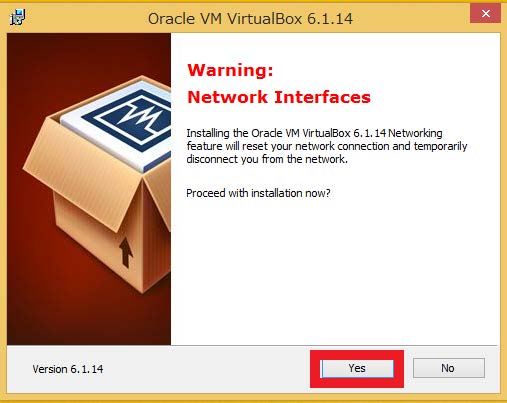 Oracle VM VirtualBox 6.1.14
Warning:
Network Interfaces
Installing the Oracle VM VirtualBox 6.1.14 Networking
feature will reset your network connection and temporarily
disconnect you from the network.
Proceed with installation now?
Version 6.1.14
Yes
No